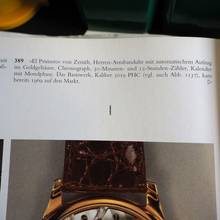 389 »El Primero« von Zenith, Herren-Armbanduhr mit automatischem Aufzug
im Goldgehäuse. Chronograph, 30-Minuten- und 12-Stunden-Zähler, Kalender
mit Mondphase. Das Basiswerk, Kaliber 3019 PHC (vgl. auch Abb. 1137), kam
bereits 1969 auf den Markt.